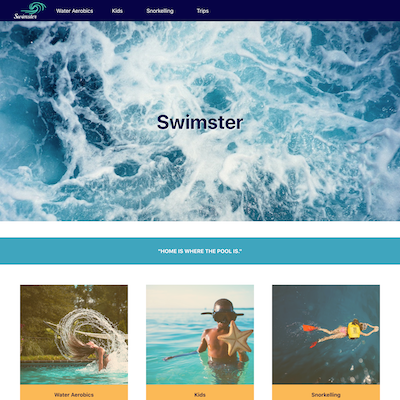 Swimster
Water Aerobics
Kids
Snorkelling
Trips
Swimster
"HOME IS WHERE THE POOL IS."
Water Aerobics
Kids
Snorkelling